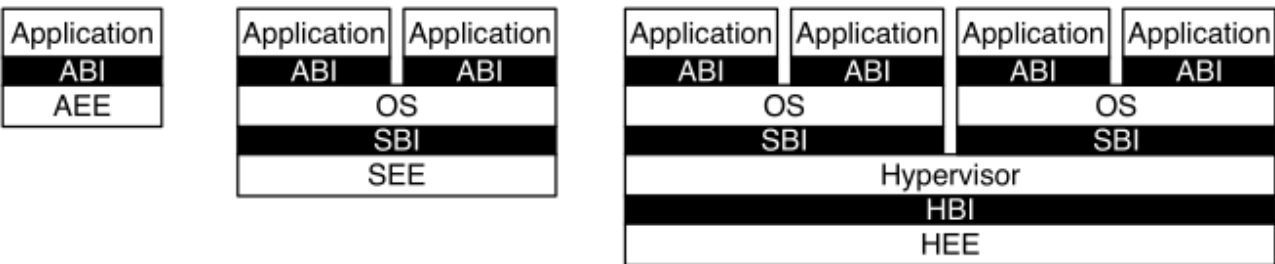 Application
ABI
AEE
Application Application
ABI ABI
OS
SBI
SEE
Application Application Application Application
ABI ABI ABI ABI
OS OS
SBI SBI
Hypervisor
HBI
HEE